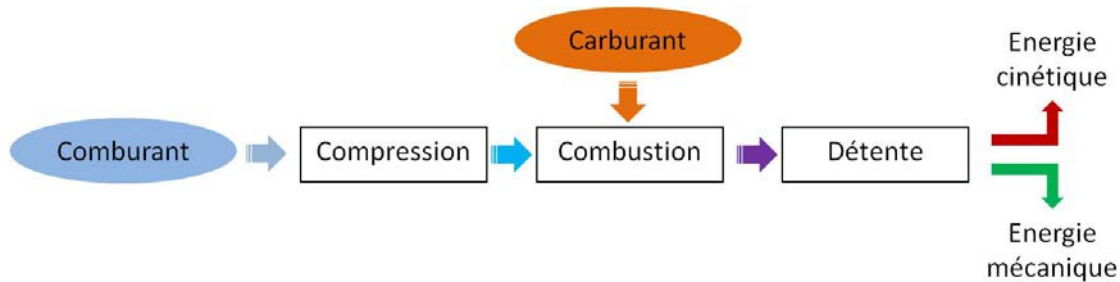 Carburant
Comburant
Compression
Combustion
Détente
Energie
cinétique
Energie
mécanique